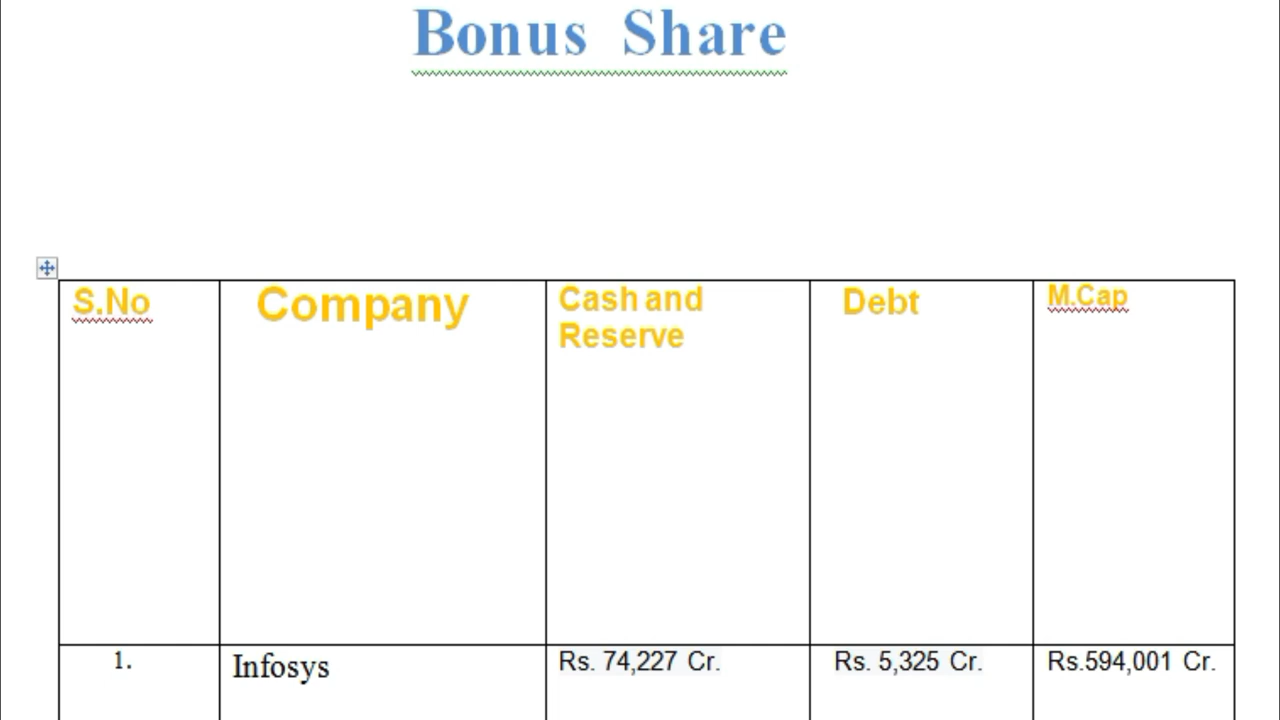 Bonus Share
S.No Company Cash and Debt M.Cap
Reserve
1. Infosys Rs. 74,227 Cr. Rs. 5,325 Cr. Rs.594,001 Cr.